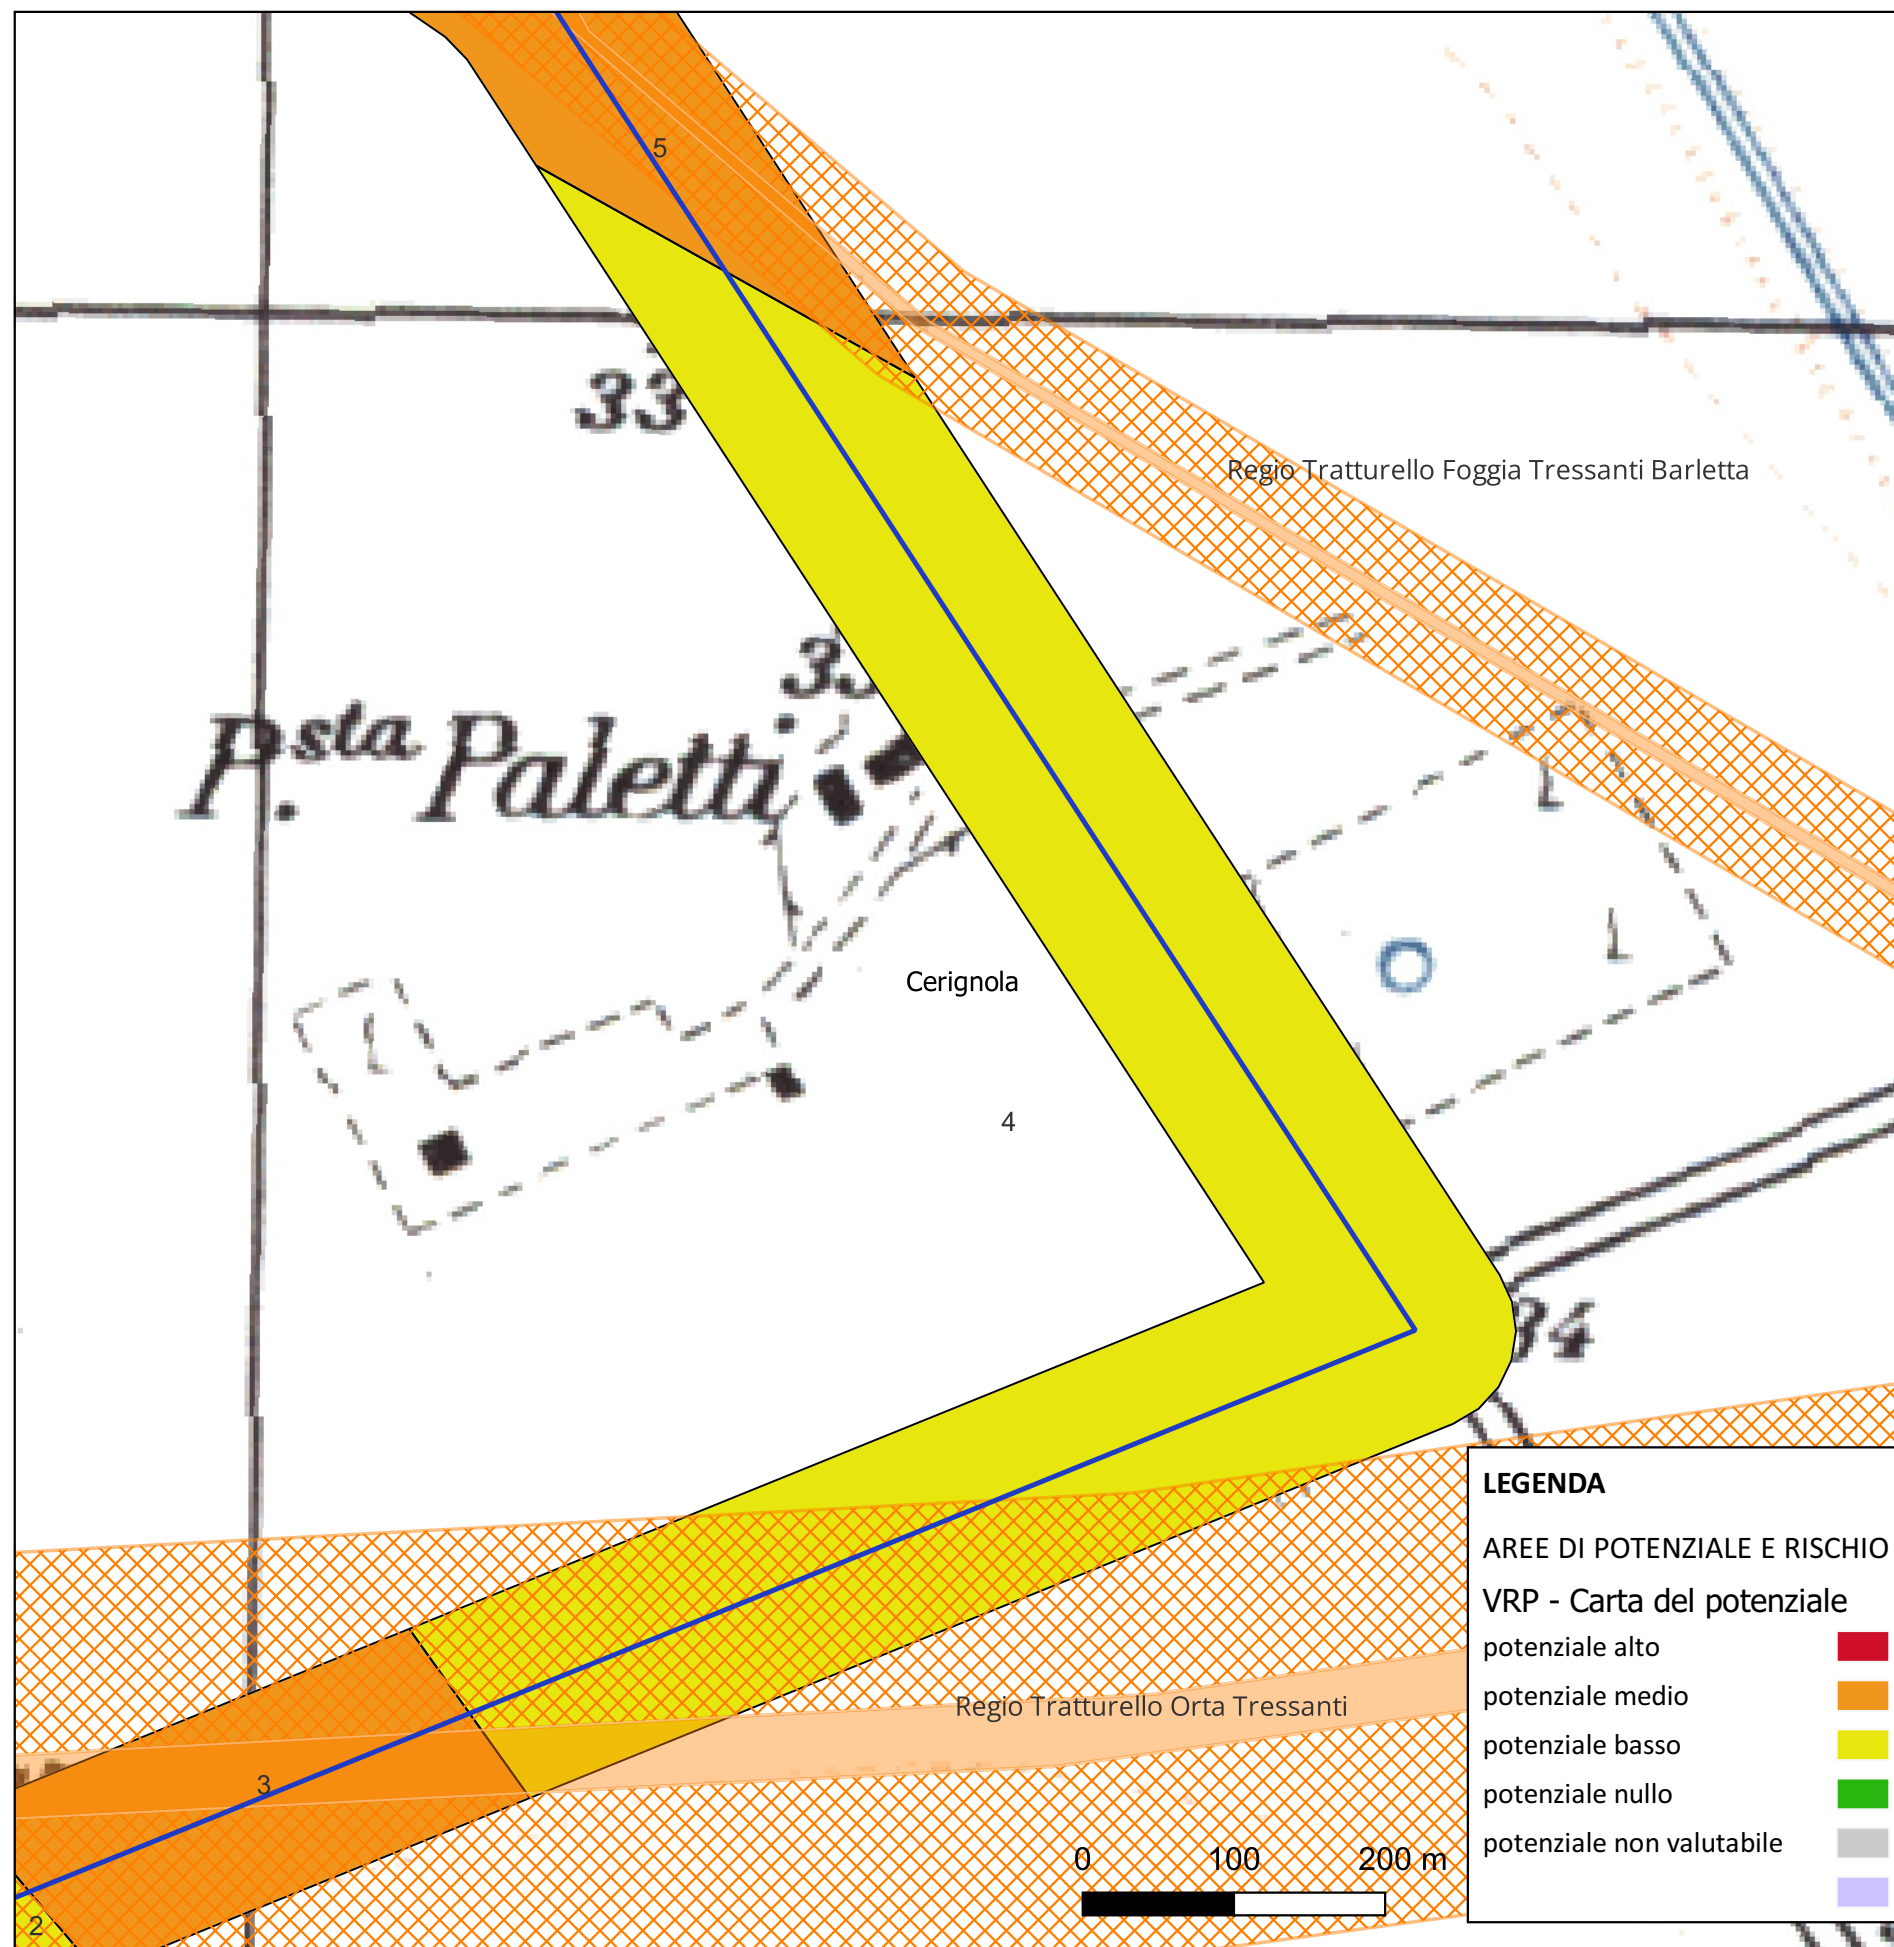 5
33
Regio Tratturello Foggia Tressanti Barletta
P.sta Paletti
Cerignola
4
34
LEGENDA
AREE DI POTENZIALE E RISCHIO
VRP - Carta del potenziale
potenziale alto
potenziale medio
potenziale basso
potenziale nullo
potenziale non valutabile
Regio Tratturello Orta Tressanti
3
0 100 200 m
2